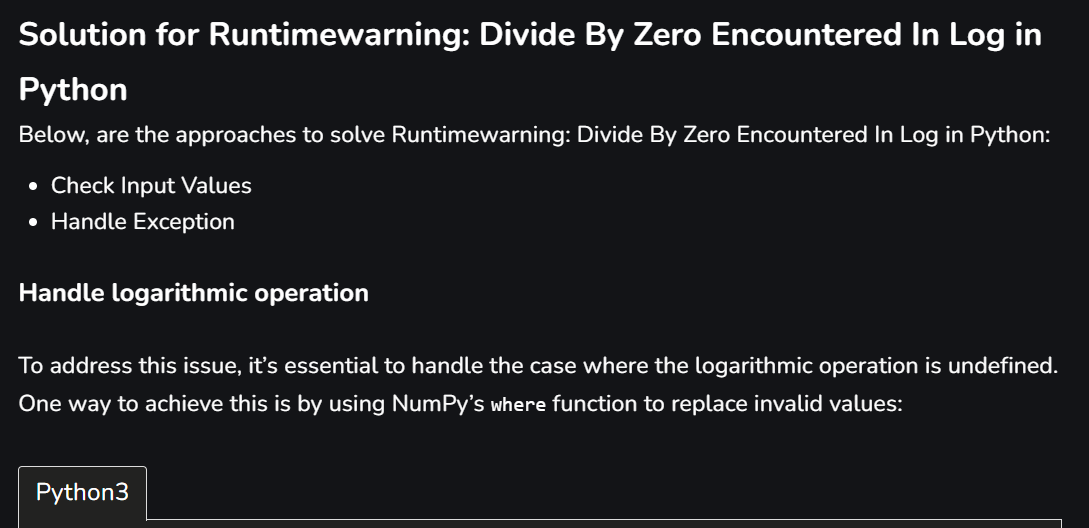 Solution for Runtimewarning: Divide By Zero Encountered In Log in
Python
Below, are the approaches to solve Runtimewarning: Divide By Zero Encountered In Log in Python:
• Check Input Values
• Handle Exception
Handle logarithmic operation
To address this issue, it’s essential to handle the case where the logarithmic operation is undefined.
One way to achieve this is by using NumPy’s where function to replace invalid values:
Python3